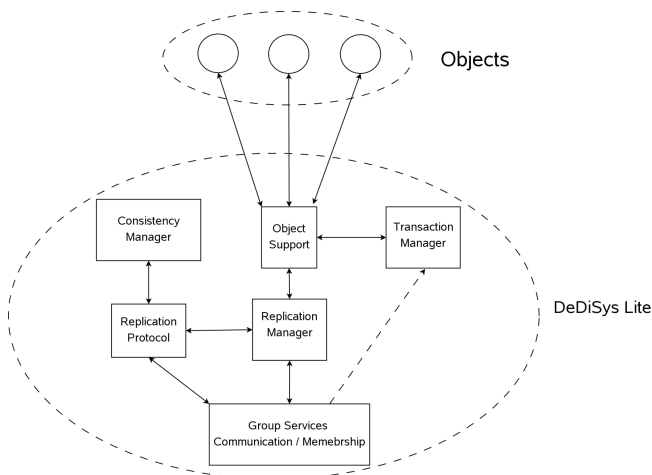 Objects
Consistency
Manager
Object
Support
Transaction
Manager
DeDiSys Lite
Replication
Protocol
Replication
Manager
Group Services
Communication / Memebrship